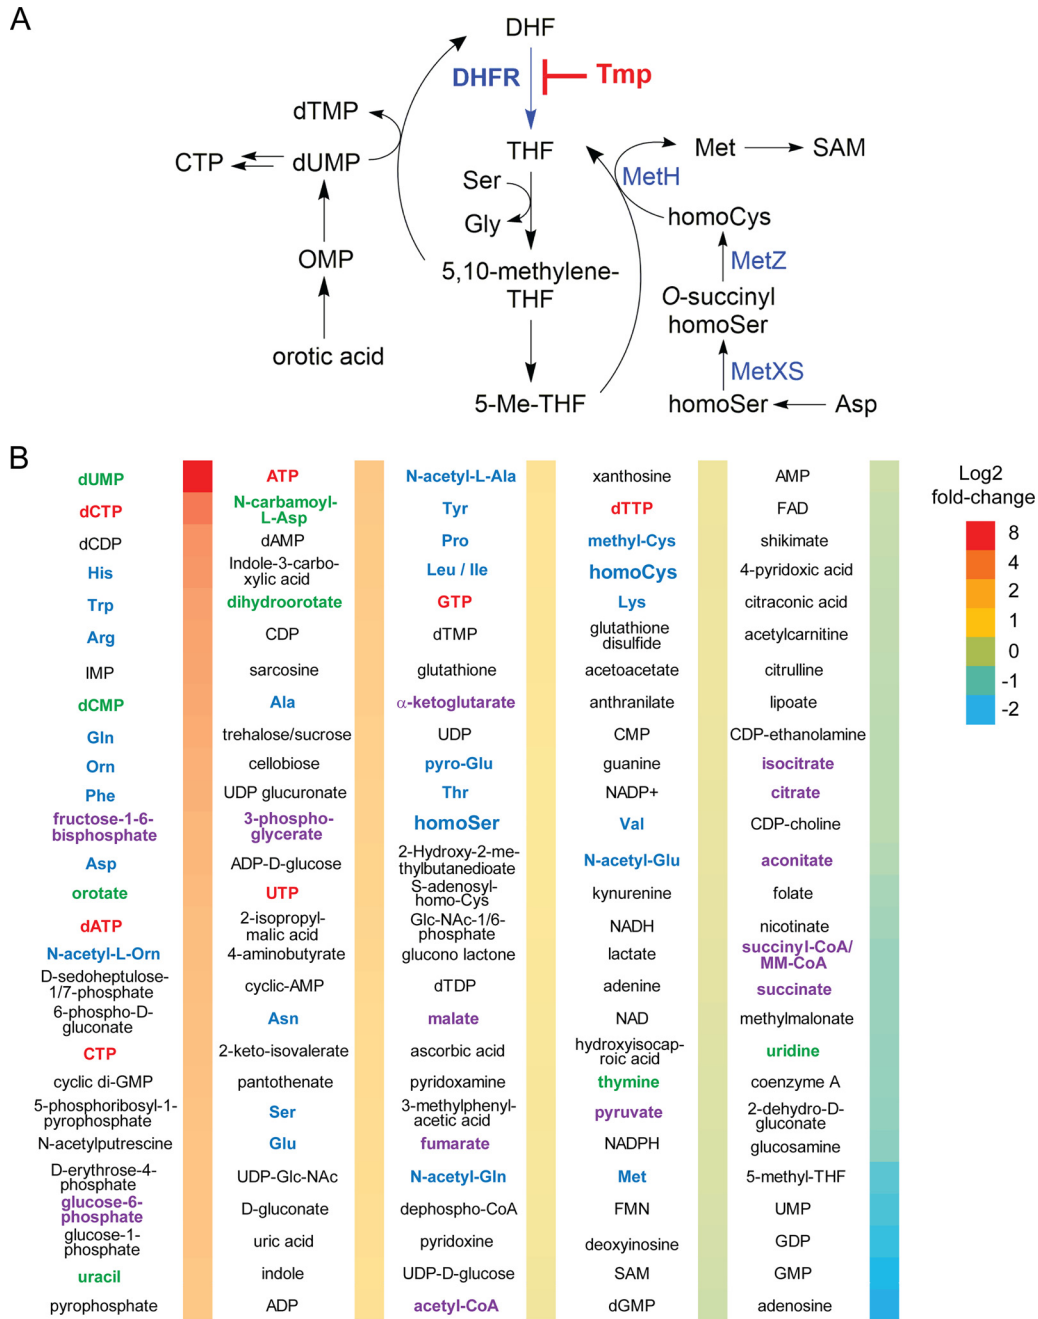 A
DHF
DHFR
Tmp
dTMP
CTP
dUMP
THF
Met
SAM
MetH
Ser
Gly
homoCys
OMP
MetZ
5,10-methylene-
THF
O-succinyl
homoSer
orotic acid
MetXS
5-Me-THF
homoSer
Asp
B
dUMP
dCTP
dCDP
His
Trp
Arg
IMP
dCMP
Gln
Orn
Phe
fructose-1-6-
bisphosphate
Asp
orotate
dATP
N-acetyl-L-Orn
D-sedoheptulose-
1/7-phosphate
6-phospho-D-
gluconate
CTP
cyclic di-GMP
5-phosphoribosyl-1-
pyrophosphate
N-acetylputrescine
D-erythrose-4-
phosphate
glucose-6-
phosphate
glucose-1-
phosphate
uracil
pyrophosphate
ATP
N-carbamoyl-
L-Asp
dAMP
Indole-3-carbo-
xylic acid
dihydroorotate
CDP
sarcosine
Ala
trehalose/sucrose
cellobiose
UDP glucuronate
3-phospho-
glycerate
ADP-D-glucose
UTP
2-isopropyl-
malic acid
4-aminobutyrate
cyclic-AMP
Asn
2-keto-isovalerate
pantothenate
Ser
Glu
UDP-Glc-NAc
D-gluconate
uric acid
indole
ADP
N-acetyl-L-Ala
Tyr
Pro
Leu / Ile
GTP
dTMP
glutathione
α-ketoglutarate
UDP
pyro-Glu
Thr
homoSer
2-Hydroxy-2-me-
thylbutanedioate
S-adenosyl-
homo-Cys
Glc-NAc-1/6-
phosphate
glucono lactone
dTDP
malate
ascorbic acid
pyridoxamine
3-methylphenyl-
acetic acid
fumarate
N-acetyl-Gln
dephospho-CoA
pyridoxine
UDP-D-glucose
acetyl-CoA
xanthosine
dTTP
methyl-Cys
homoCys
Lys
glutathione
disulfide
acetoacetate
anthranilate
CMP
guanine
NADP+
Val
N-acetyl-Glu
kynurenine
NADH
lactate
adenine
NAD
hydroxyisocap-
roic acid
thymine
pyruvate
NADPH
Met
FMN
deoxyinosine
SAM
dGMP
AMP
FAD
shikimate
4-pyridoxic acid
citraconic acid
acetylcarnitine
citrulline
lipoate
CDP-ethanolamine
isocitrate
citrate
CDP-choline
aconitate
folate
nicotinate
succinyl-CoA/
MM-CoA
succinate
methylmalonate
uridine
coenzyme A
2-dehydro-D-
gluconate
glucosamine
5-methyl-THF
UMP
GDP
GMP
adenosine
Log2
fold-change
8
4
2
1
0
-1
-2